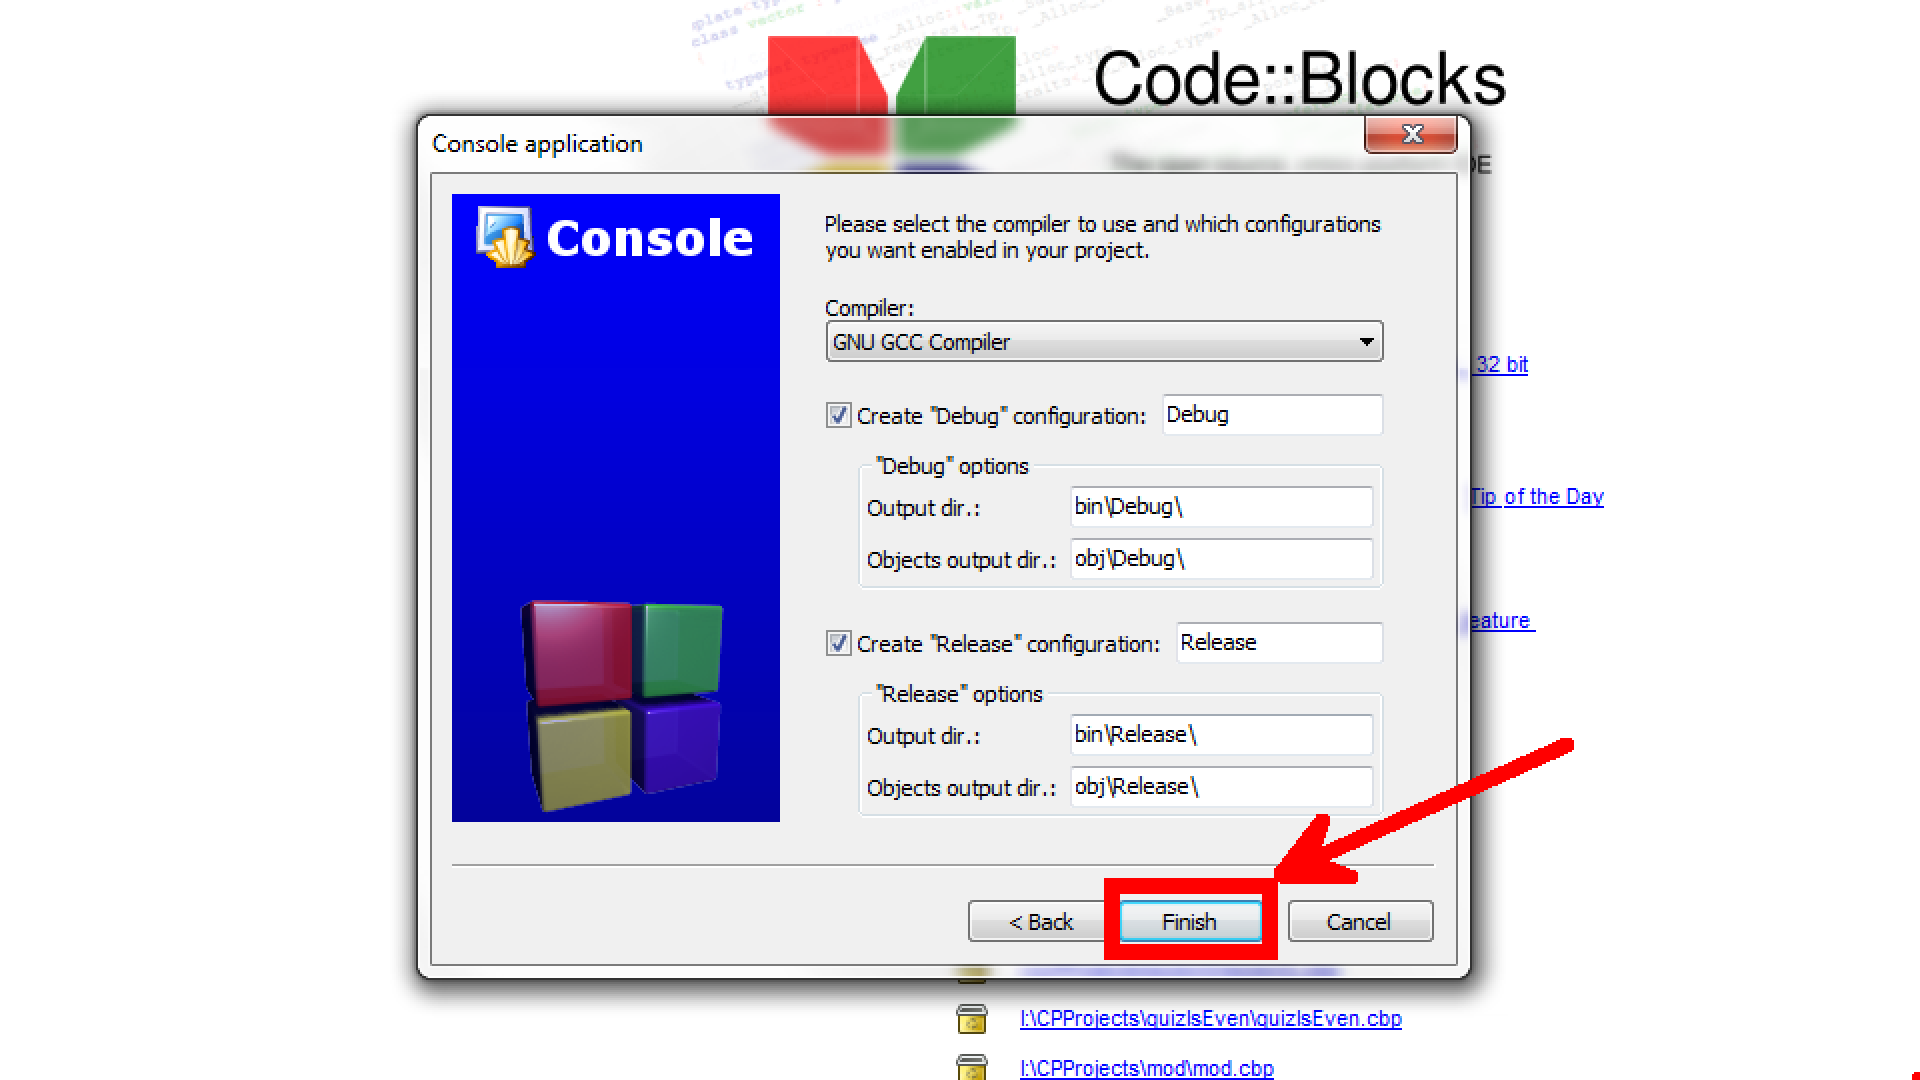 Code::Blocks
Console application
DE
Console
Please select the compiler to use and which configurations
you want enabled in your project.
Compiler:
GNU GCC Compiler
32 bit
Create "Debug" configuration: Debug
"Debug" options
Tip of the Day
Output dir.: bin\Debug\
Objects output dir.: obj\Debug\
eature
Create "Release" configuration: Release
"Release" options
Output dir.: bin\Release\
Objects output dir.: obj\Release\
< Back Finish Cancel
I:\CPProjects\quizIsEven\quizIsEven.cbp
I:\CPProjects\mod\mod.cbp